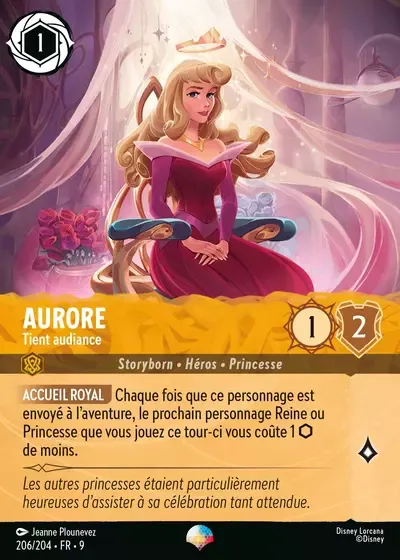 1
AURORE
Tient audiance
1
2
Storyborn • Héros • Princesse
ACCUEIL ROYAL Chaque fois que ce personnage est
envoyé à l'aventure, le prochain personnage Reine ou
Princesse que vous jouez ce tour-ci vous coûte 1
de moins.
Les autres princesses étaient particulièrement
heureuses d'assister à sa célébration tant attendue.
Jeanne Plounevez
206/204 • FR • 9
Disney Lorcana
©Disney